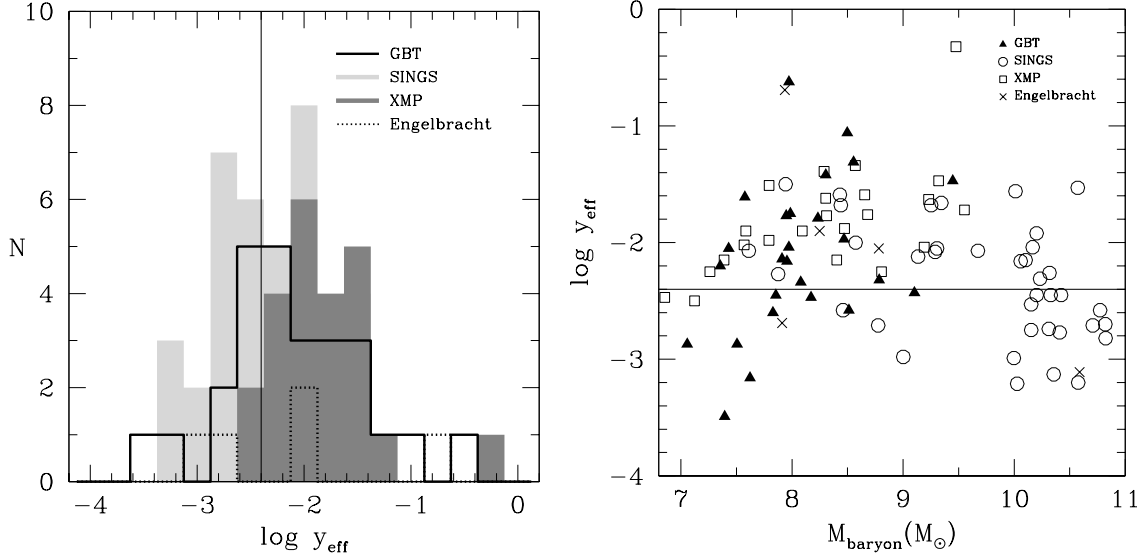 10
8
6
4
2
0
N
GBT
SINGS
XMP
Engelbracht
−4
−3
−2
−1
0
log y_eff
0
−1
−2
−3
−4
log y_eff
GBT
SINGS
XMP
Engelbracht
7
8
9
10
11
M_baryon(M_⊙)